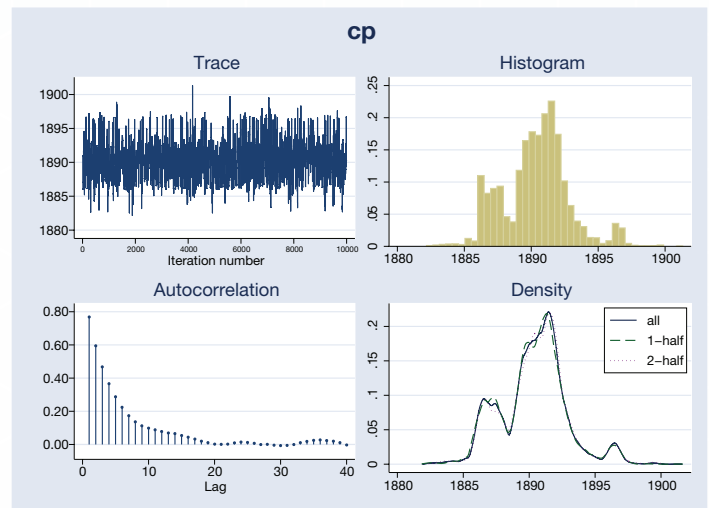 cp
Trace
1900
1895
1890
1885
1880
0 2000 4000 6000 8000 10000
Iteration number
Histogram
.25
.2
.15
.1
.05
0
1880 1885 1890 1895 1900
Autocorrelation
0.80
0.60
0.40
0.20
0.00
0 10 20 30 40
Lag
Density
.2
.15
.1
.05
0
1880 1885 1890 1895 1900
all
1-half
2-half